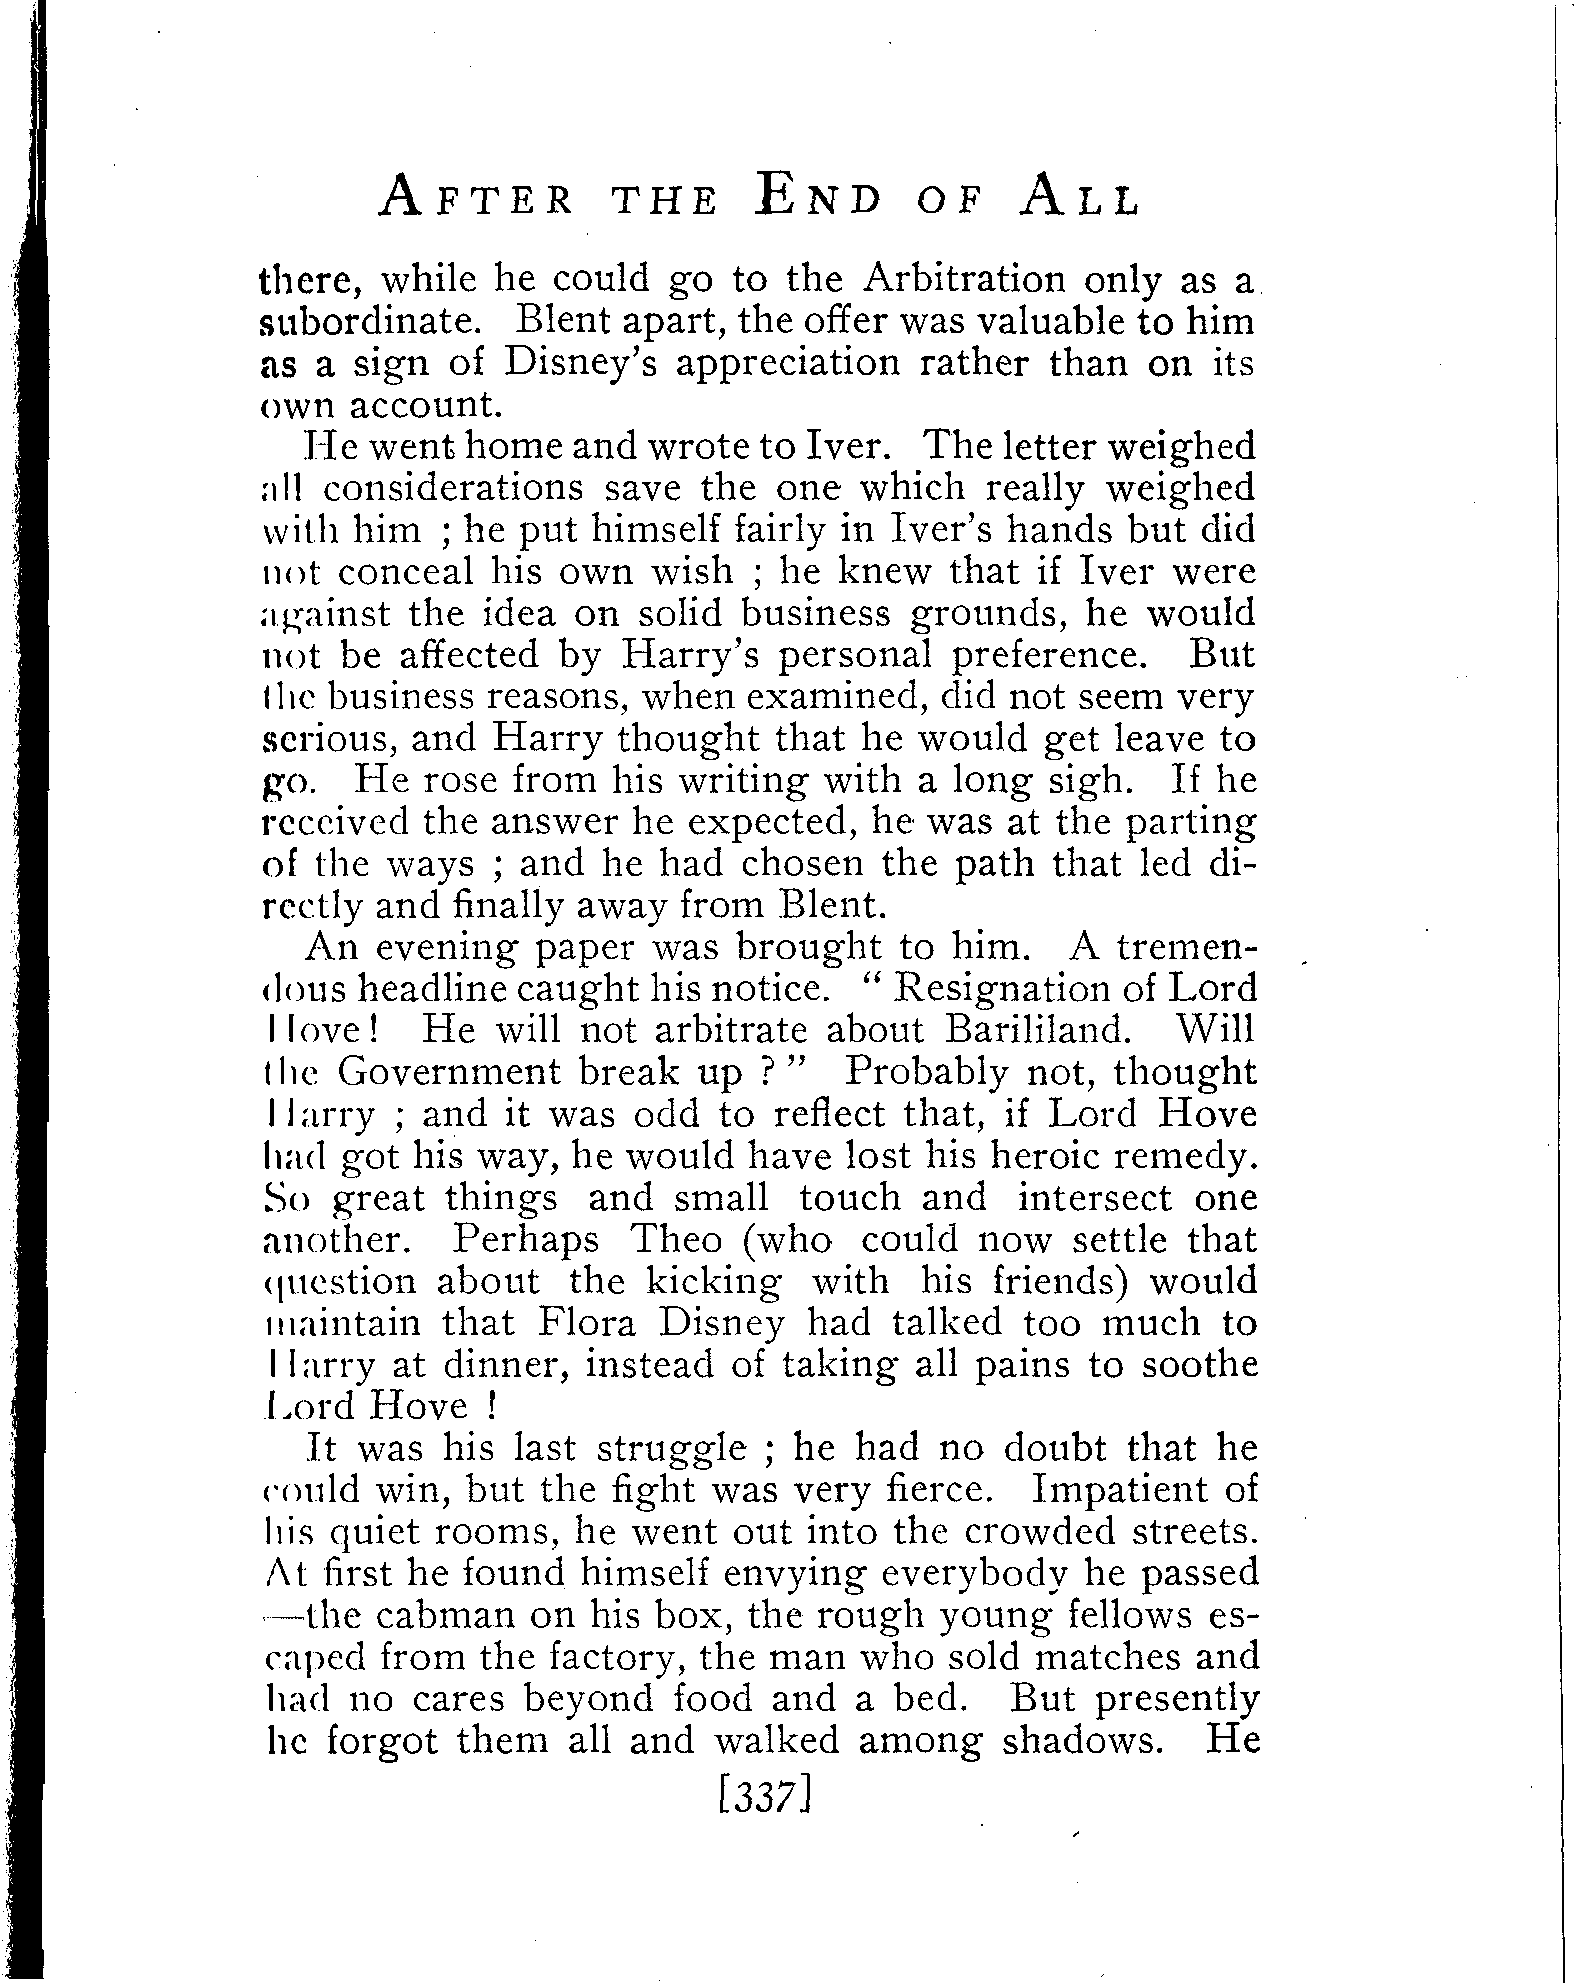 After the End of All
there, while he could go to the Arbitration only as a
subordinate. Blent apart, the offer was valuable to him
as a sign of Disney's appreciation rather than on its
own account.
He went home and wrote to Iver. The letter weighed
all considerations save the one which really weighed
with him ; he put himself fairly in Iver's hands but did
not conceal his own wish ; he knew that if Iver were
against the idea on solid business grounds, he would
not be affected by Harry's personal preference. But
the business reasons, when examined, did not seem very
serious, and Harry thought that he would get leave to
go. He rose from his writing with a long sigh. If he
received the answer he expected, he was at the parting
of the ways ; and he had chosen the path that led di-
rectly and finally away from Blent.
An evening paper was brought to him. A tremen-
dous headline caught his notice. " Resignation of Lord
Hove! He will not arbitrate about Barililand. Will
the Government break up ? " Probably not, thought
Harry ; and it was odd to reflect that, if Lord Hove
had got his way, he would have lost his heroic remedy.
So great things and small touch and intersect one
another. Perhaps Theo (who could now settle that
question about the kicking with his friends) would
maintain that Flora Disney had talked too much to
Harry at dinner, instead of taking all pains to soothe
Lord Hove !
It was his last struggle ; he had no doubt that he
could win, but the fight was very fierce. Impatient of
his quiet rooms, he went out into the crowded streets.
At first he found himself envying everybody he passed
—the cabman on his box, the rough young fellows es-
caped from the factory, the man who sold matches and
had no cares beyond food and a bed. But presently
he forgot them all and walked among shadows. He
[337]